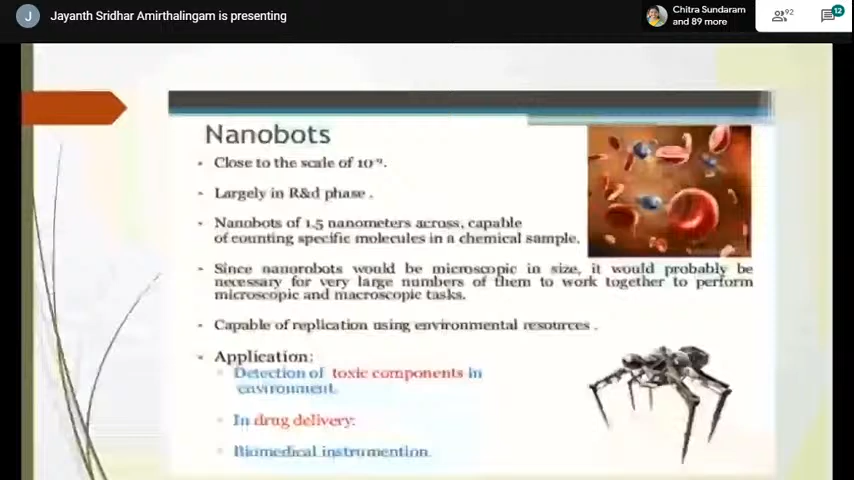 J Jayanth Sridhar Amirthalingam is presenting
Chitra Sundaram
and 89 more
92
12
Nanobots
Close to the scale of 10⁻⁹.
Largely in R&d phase .
Nanobots of 1.5 nanometers across, capable
of counting specific molecules in a chemical sample.
Since nanorobots would be microscopic in size, it would probably be
necessary for very large numbers of them to work together to perform
microscopic and macroscopic tasks.
Capable of replication using environmental resources .
Application:
Detection of toxic components in
environment.
In drug delivery.
Biomedical instrumention.